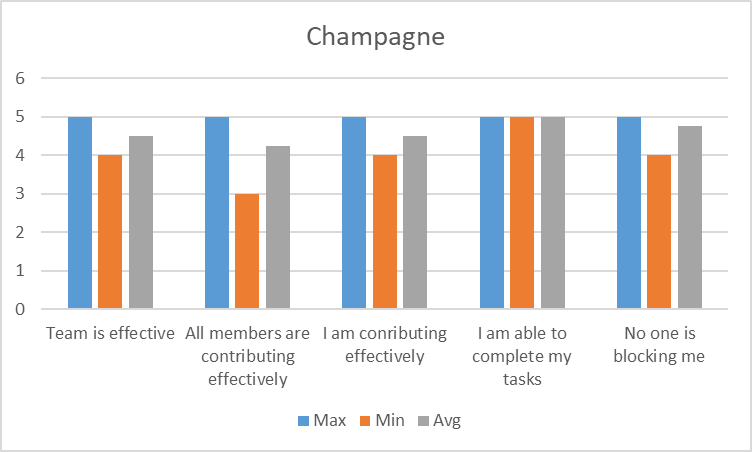 Champagne
6
5
4
3
2
1
0
Team is effective
All members are
contributing
effectively
I am conributing
effectively
I am able to
complete my
tasks
No one is
blocking me
Max Min Avg